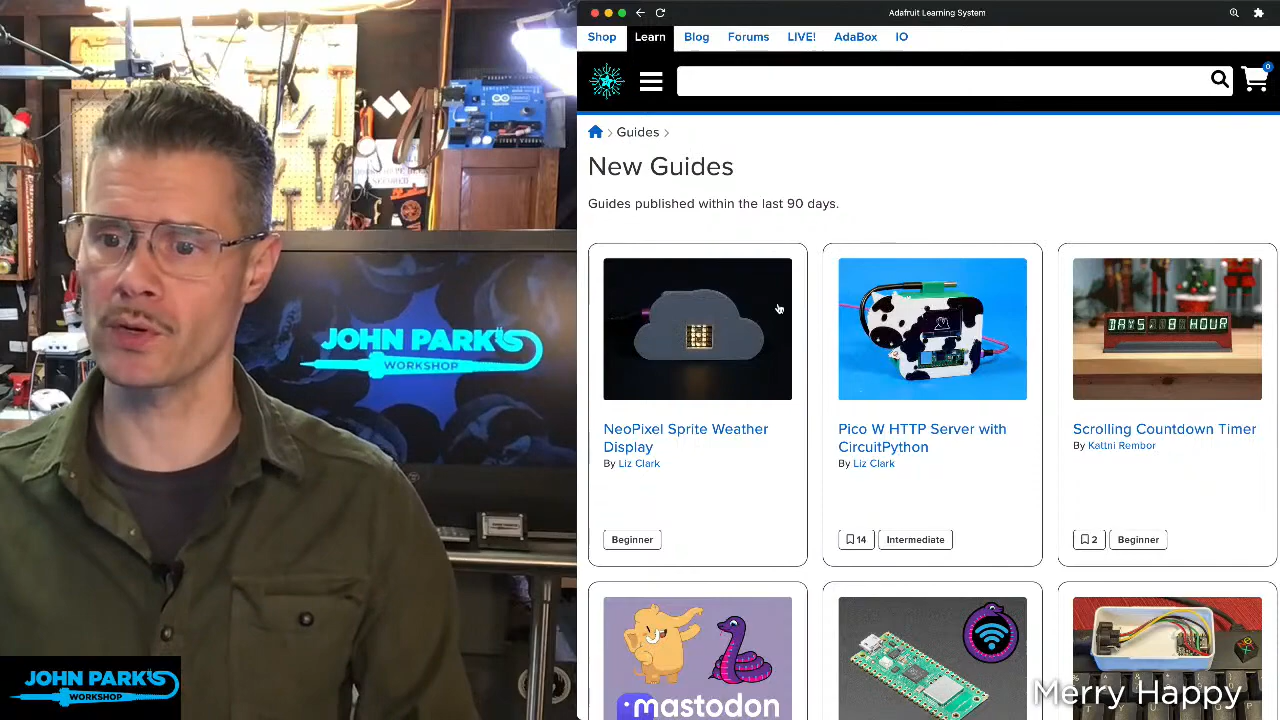 Adafruit Learning System
Shop Learn Blog Forums LIVE! AdaBox IO
0
Guides
New Guides
Guides published within the last 90 days.
NeoPixel Sprite Weather
Display
By Liz Clark
Beginner
Pico W HTTP Server with
CircuitPython
By Liz Clark
14 Intermediate
DAYS, 8 HOUR
Scrolling Countdown Timer
By Kattni Rembor
2 Beginner
mastodon
Merry Happy
JOHN PARK'S
WORKSHOP
JOHN PARK'S
WORKSHOP